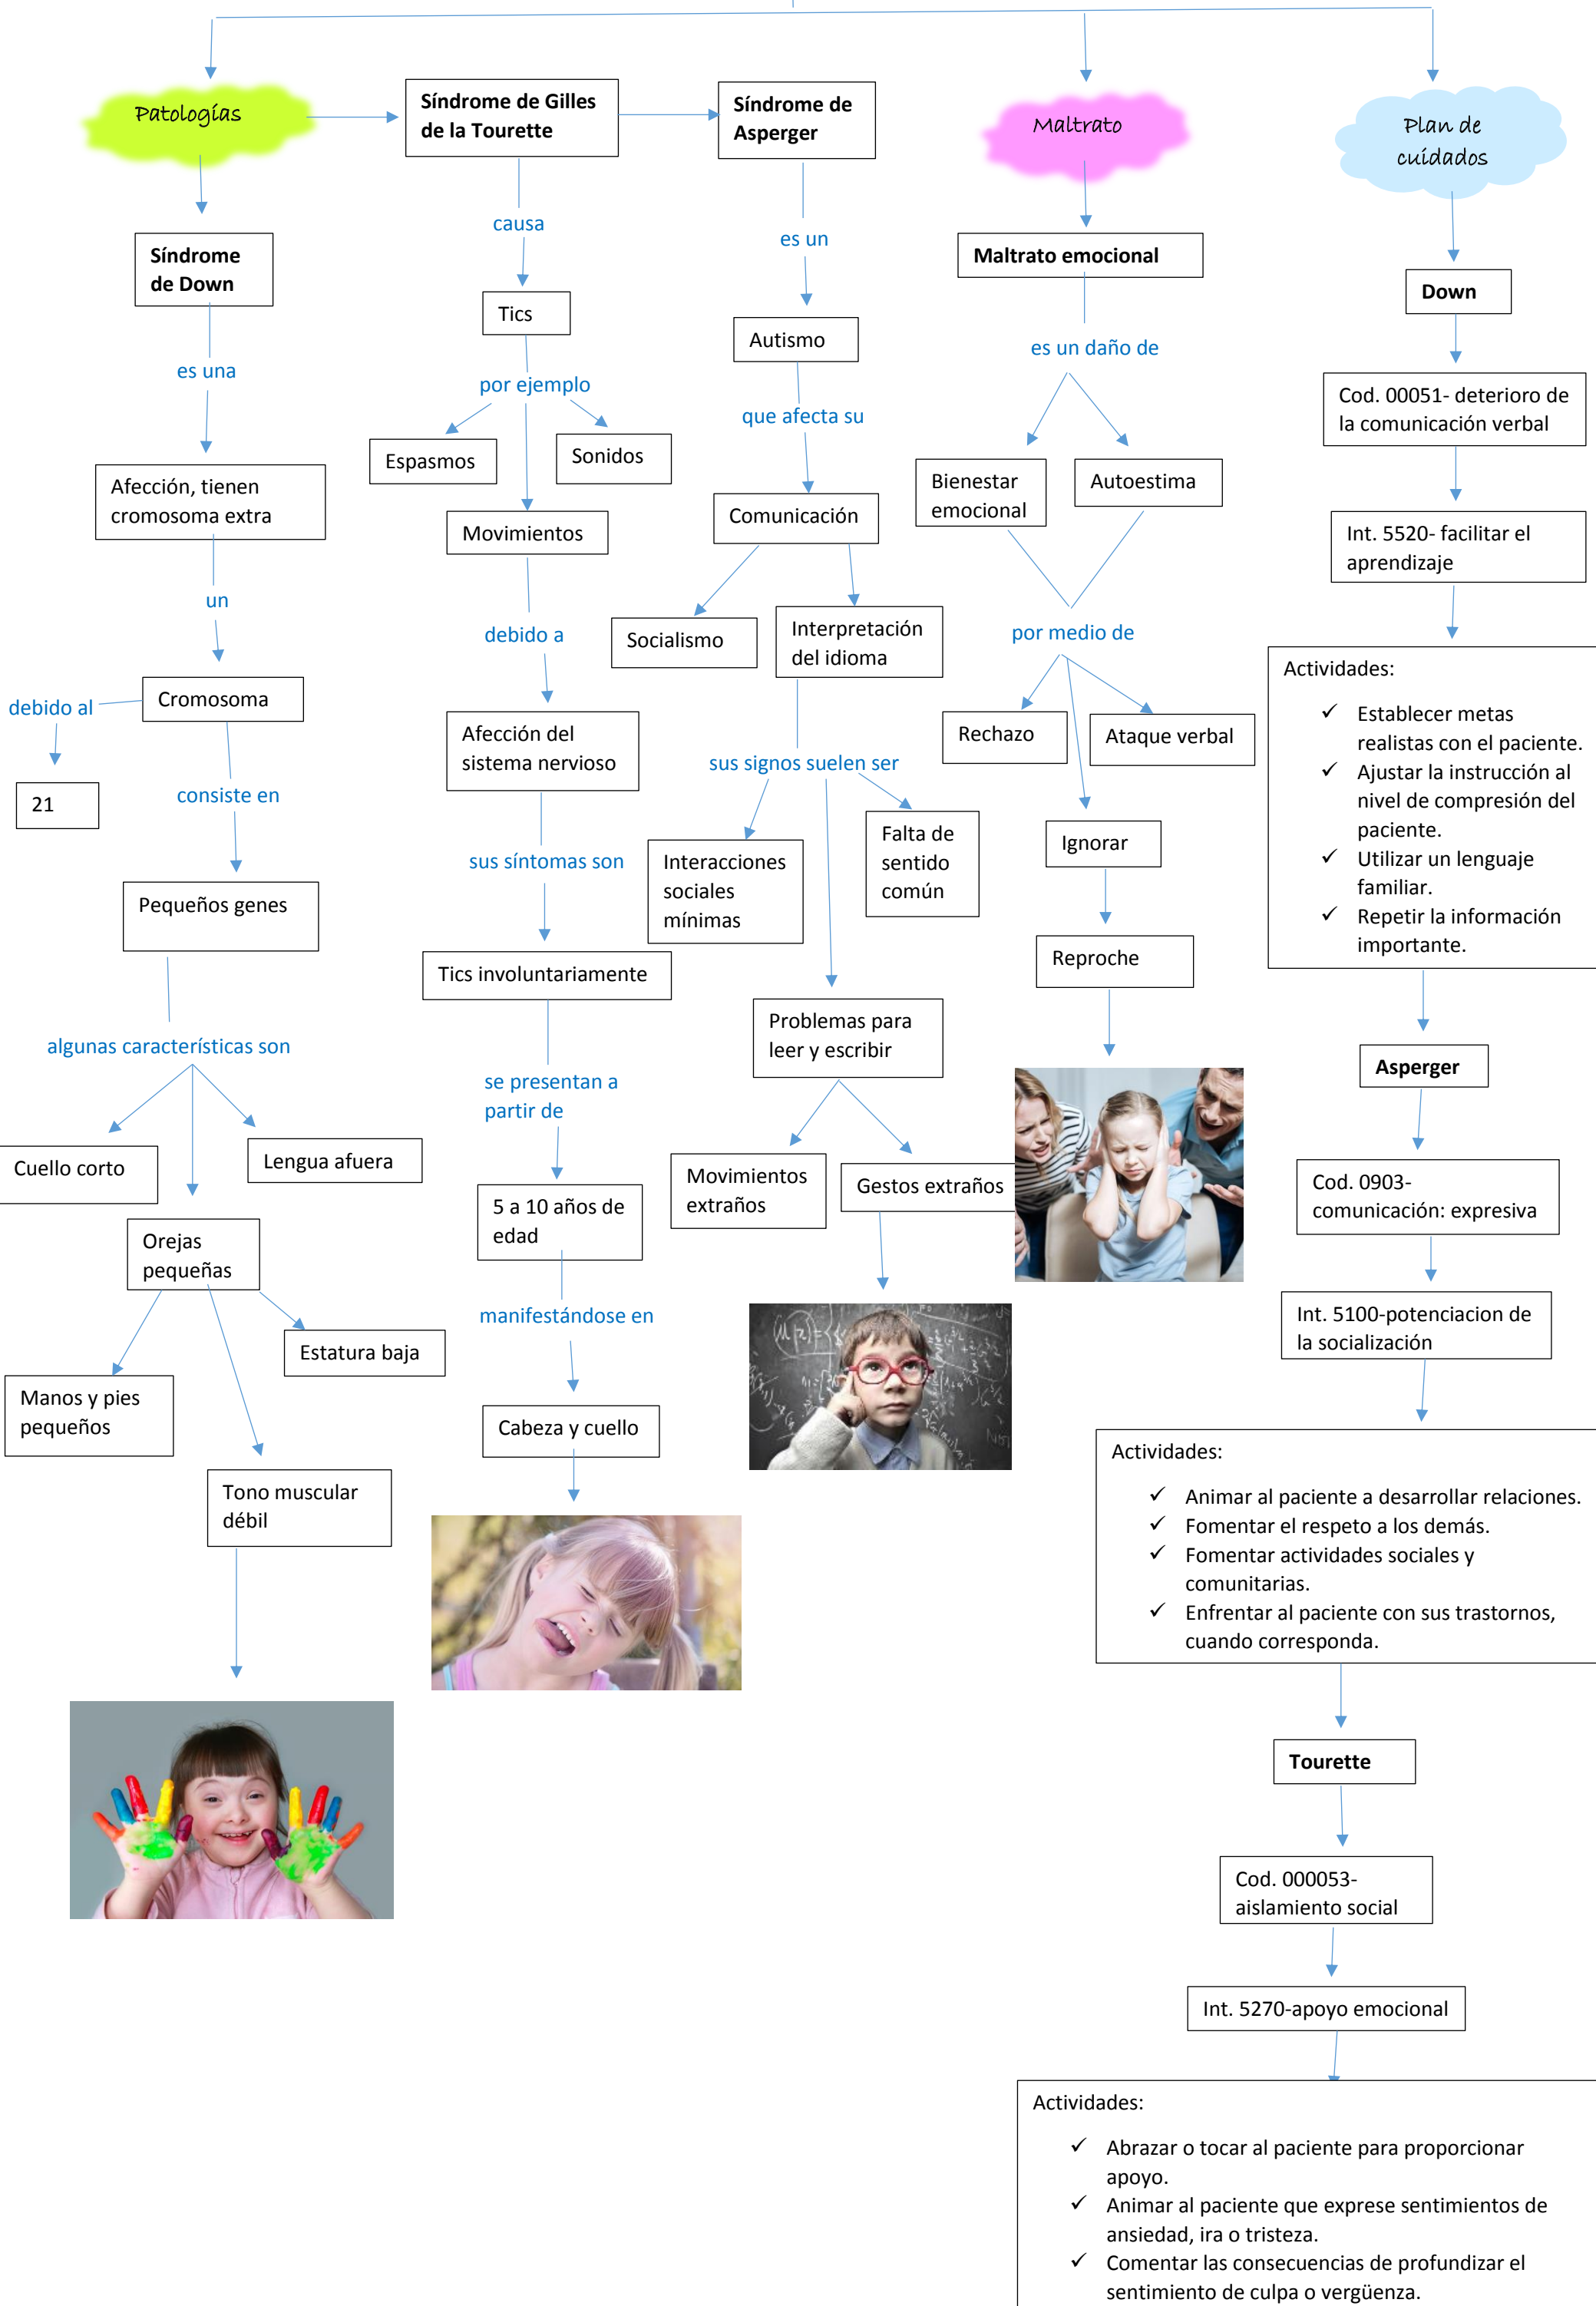 Patologías
Síndrome de Gilles
de la Tourette
Síndrome de
Asperger
Maltrato
Plan de
cuidados
Síndrome
de Down
es una
Afección, tienen
cromosoma extra
un
Cromosoma
debido al
21
consiste en
Pequeños genes
algunas características son
Cuello corto
Lengua afuera
Orejas
pequeñas
Estatura baja
Manos y pies
pequeños
Tono muscular
débil
causa
Tics
por ejemplo
Espasmos
Sonidos
Movimientos
debido a
Afección del
sistema nervioso
sus síntomas son
Tics involuntariamente
se presentan a
partir de
5 a 10 años de
edad
manifestándose en
Cabeza y cuello
es un
Autismo
que afecta su
Comunicación
Socialismo
Interpretación
del idioma
sus signos suelen ser
Interacciones
sociales
mínimas
Falta de
sentido
común
Problemas para
leer y escribir
Movimientos
extraños
Gestos extraños
Maltrato emocional
es un daño de
Bienestar
emocional
Autoestima
por medio de
Rechazo
Ataque verbal
Ignorar
Reproche
Down
Cod. 00051- deterioro de
la comunicación verbal
Int. 5520- facilitar el
aprendizaje
Actividades:
✓ Establecer metas
realistas con el paciente.
✓ Ajustar la instrucción al
nivel de compresión del
paciente.
✓ Utilizar un lenguaje
familiar.
✓ Repetir la información
importante.
Asperger
Cod. 0903-
comunicación: expresiva
Int. 5100-potenciacion de
la socialización
Actividades:
✓ Animar al paciente a desarrollar relaciones.
✓ Fomentar el respeto a los demás.
✓ Fomentar actividades sociales y
comunitarias.
✓ Enfrentar al paciente con sus trastornos,
cuando corresponda.
Tourette
Cod. 000053-
aislamiento social
Int. 5270-apoyo emocional
Actividades:
✓ Abrazar o tocar al paciente para proporcionar
apoyo.
✓ Animar al paciente que exprese sentimientos de
ansiedad, ira o tristeza.
✓ Comentar las consecuencias de profundizar el
sentimiento de culpa o vergüenza.